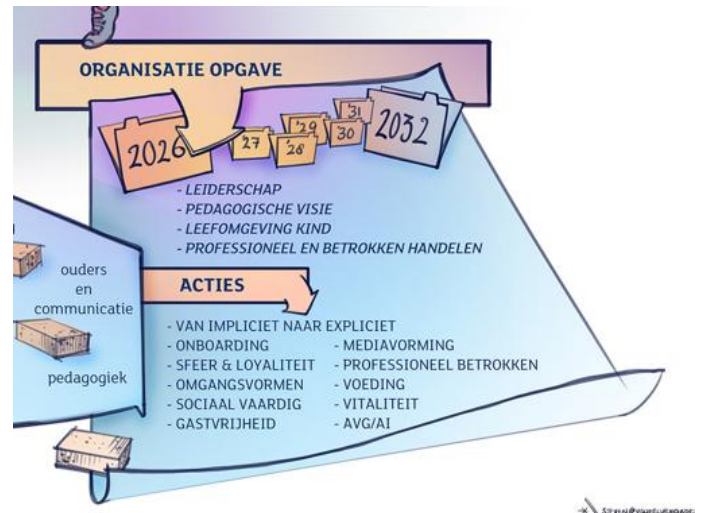 ORGANISATIE OPGAVE
2026
'27
'28
'29
'30
'31
2032
- LEIDERSCHAP
- PEDAGOGISCHE VISIE
- LEEFOMGEVING KIND
- PROFESSIONEEL EN BETROKKEN HANDELEN
ouders
en
communicatie
pedagogiek
ACTIES
- VAN IMPLICIET NAAR EXPLICIET
- ONBOARDING - MEDIAVORMING
- SFEER & LOYALITEIT - PROFESSIONEEL BETROKKEN
- OMGANGSVORMEN - VOEDING
- SOCIAAL VAARDIG - VITALITEIT
- GASTVRIJHEID - AVG/AI